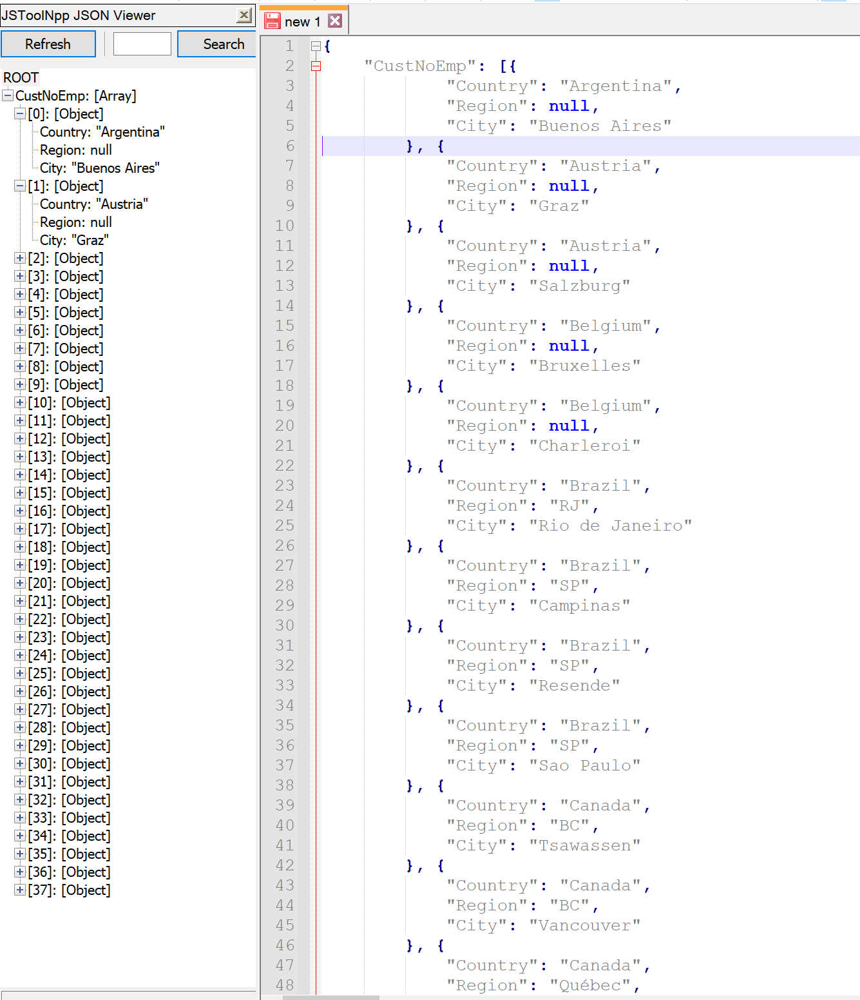 JSToolNpp JSON Viewer
Refresh
Search
ROOT
CustNoEmp: [Array]
[0]: [Object]
Country: "Argentina"
Region: null
City: "Buenos Aires"
[1]: [Object]
Country: "Austria"
Region: null
City: "Graz"
[2]: [Object]
[3]: [Object]
[4]: [Object]
[5]: [Object]
[6]: [Object]
[7]: [Object]
[8]: [Object]
[9]: [Object]
[10]: [Object]
[11]: [Object]
[12]: [Object]
[13]: [Object]
[14]: [Object]
[15]: [Object]
[16]: [Object]
[17]: [Object]
[18]: [Object]
[19]: [Object]
[20]: [Object]
[21]: [Object]
[22]: [Object]
[23]: [Object]
[24]: [Object]
[25]: [Object]
[26]: [Object]
[27]: [Object]
[28]: [Object]
[29]: [Object]
[30]: [Object]
[31]: [Object]
[32]: [Object]
[33]: [Object]
[34]: [Object]
[35]: [Object]
[36]: [Object]
[37]: [Object]
new 1
1 {
2 "CustNoEmp": [{
3 "Country": "Argentina",
4 "Region": null,
5 "City": "Buenos Aires"
6 }, {
7 "Country": "Austria",
8 "Region": null,
9 "City": "Graz"
10 }, {
11 "Country": "Austria",
12 "Region": null,
13 "City": "Salzburg"
14 }, {
15 "Country": "Belgium",
16 "Region": null,
17 "City": "Bruxelles"
18 }, {
19 "Country": "Belgium",
20 "Region": null,
21 "City": "Charleroi"
22 }, {
23 "Country": "Brazil",
24 "Region": "RJ",
25 "City": "Rio de Janeiro"
26 }, {
27 "Country": "Brazil",
28 "Region": "SP",
29 "City": "Campinas"
30 }, {
31 "Country": "Brazil",
32 "Region": "SP",
33 "City": "Resende"
34 }, {
35 "Country": "Brazil",
36 "Region": "SP",
37 "City": "Sao Paulo"
38 }, {
39 "Country": "Canada",
40 "Region": "BC",
41 "City": "Tsawassen"
42 }, {
43 "Country": "Canada",
44 "Region": "BC",
45 "City": "Vancouver"
46 }, {
47 "Country": "Canada",
48 "Region": "Québec",